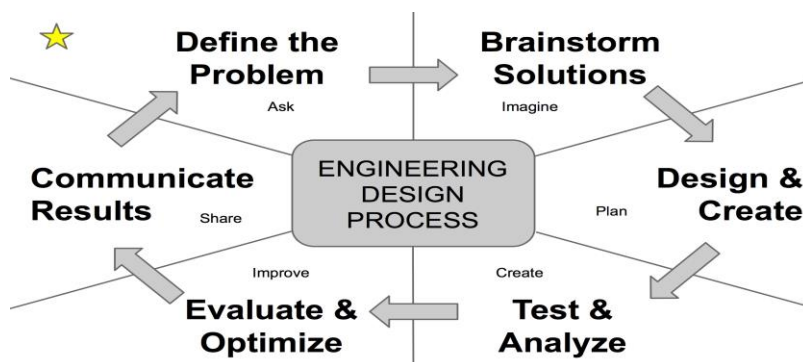 Define the
Problem
Ask
Brainstorm
Solutions
Imagine
Design &
Create
Plan
Test &
Analyze
Create
Evaluate &
Optimize
Improve
Communicate
Results
Share
ENGINEERING
DESIGN
PROCESS